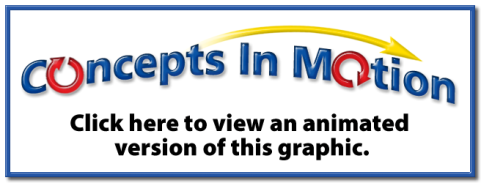 Concepts In Motion
Click here to view an animated
version of this graphic.